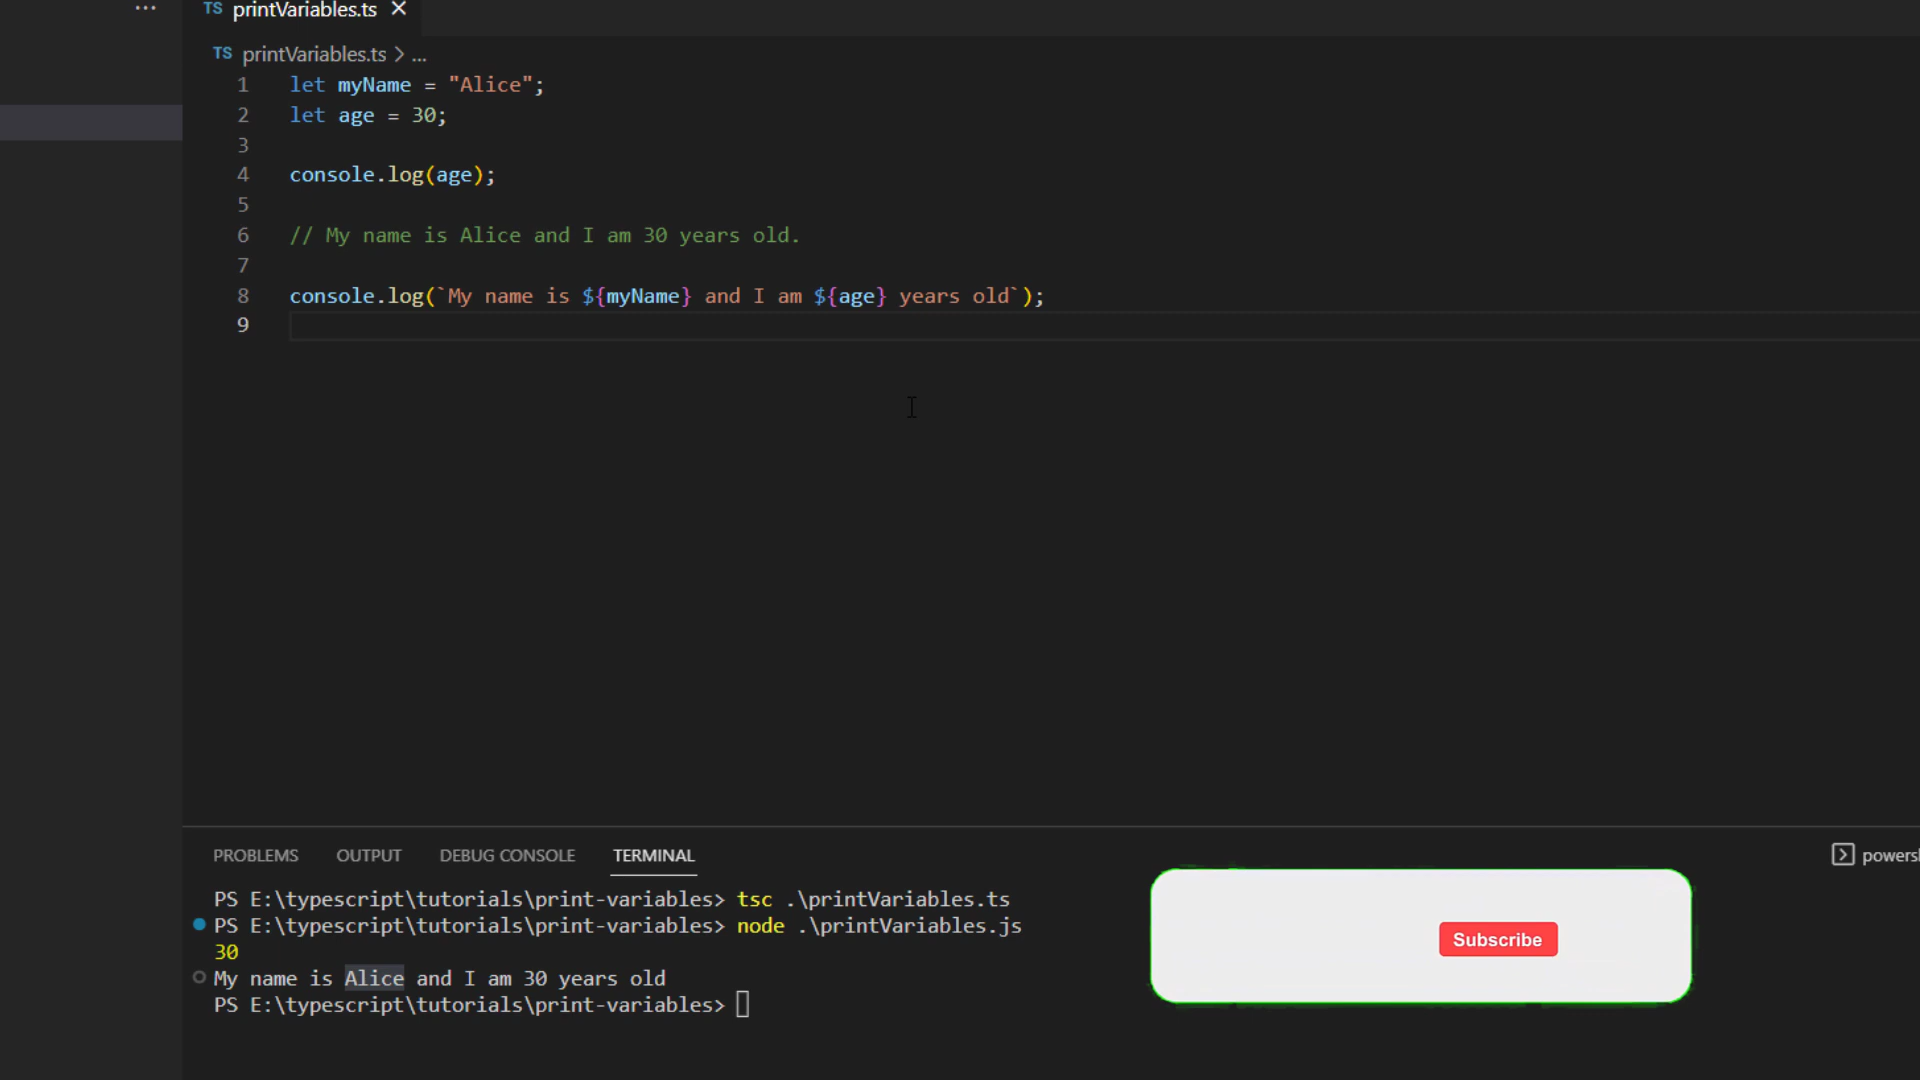 TS printVariables.ts ×
TS printVariables.ts > ...
1 let myName = "Alice";
2 let age = 30;
3
4 console.log(age);
5
6 // My name is Alice and I am 30 years old.
7
8 console.log(`My name is ${myName} and I am ${age} years old`);
9
PROBLEMS OUTPUT DEBUG CONSOLE TERMINAL
powersh
PS E:\typescript\tutorials\print-variables> tsc .\printVariables.ts
PS E:\typescript\tutorials\print-variables> node .\printVariables.js
30
My name is Alice and I am 30 years old
PS E:\typescript\tutorials\print-variables>
Subscribe